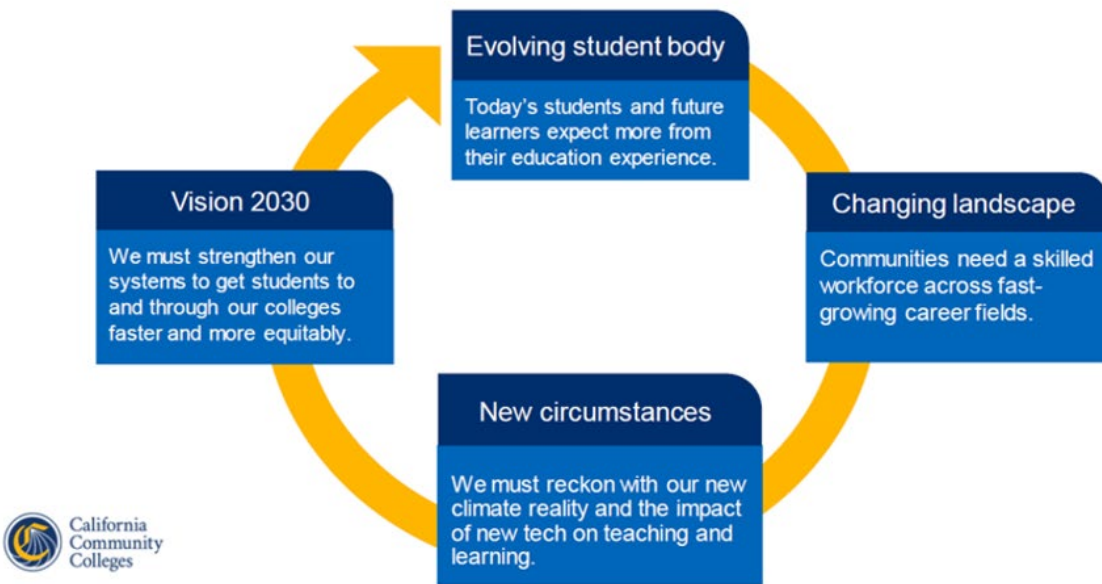 Evolving student body
Today's students and future
learners expect more from
their education experience.
Changing landscape
Communities need a skilled
workforce across fast-
growing career fields.
New circumstances
We must reckon with our new
climate reality and the impact
of new tech on teaching and
learning.
Vision 2030
We must strengthen our
systems to get students to
and through our colleges
faster and more equitably.
California
Community
Colleges